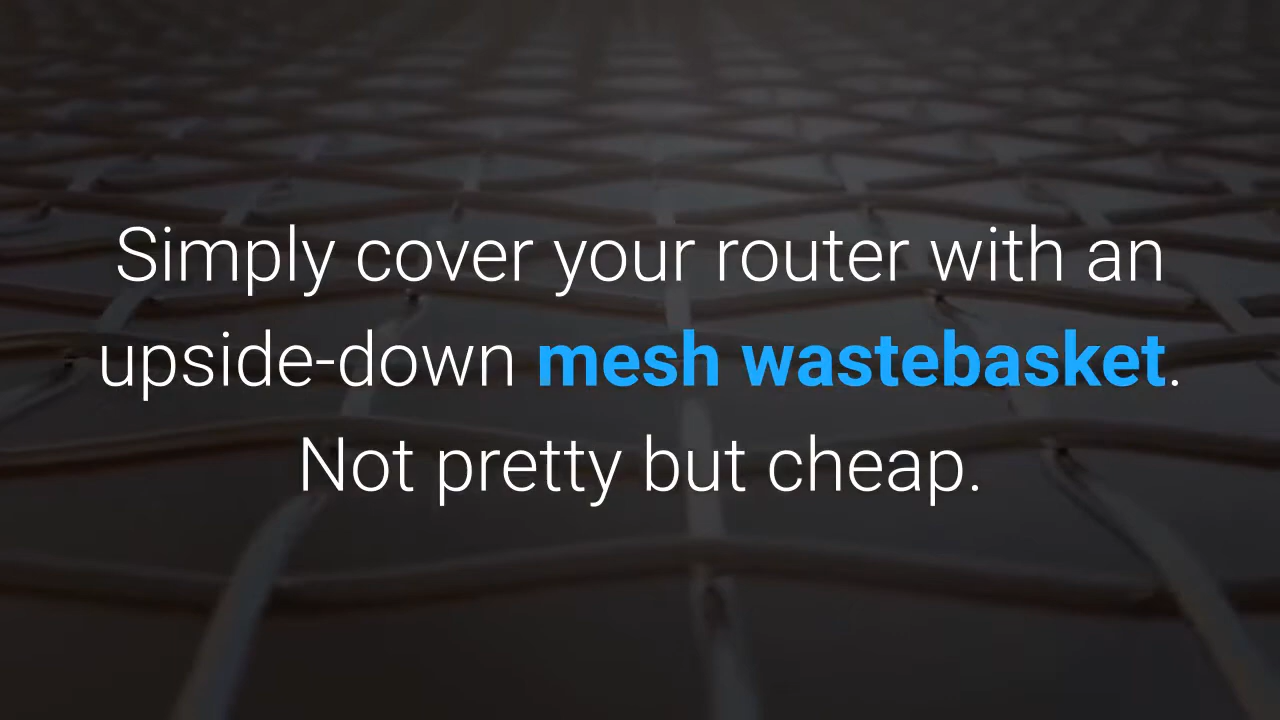 Simply cover your router with an
upside-down mesh wastebasket.
Not pretty but cheap.